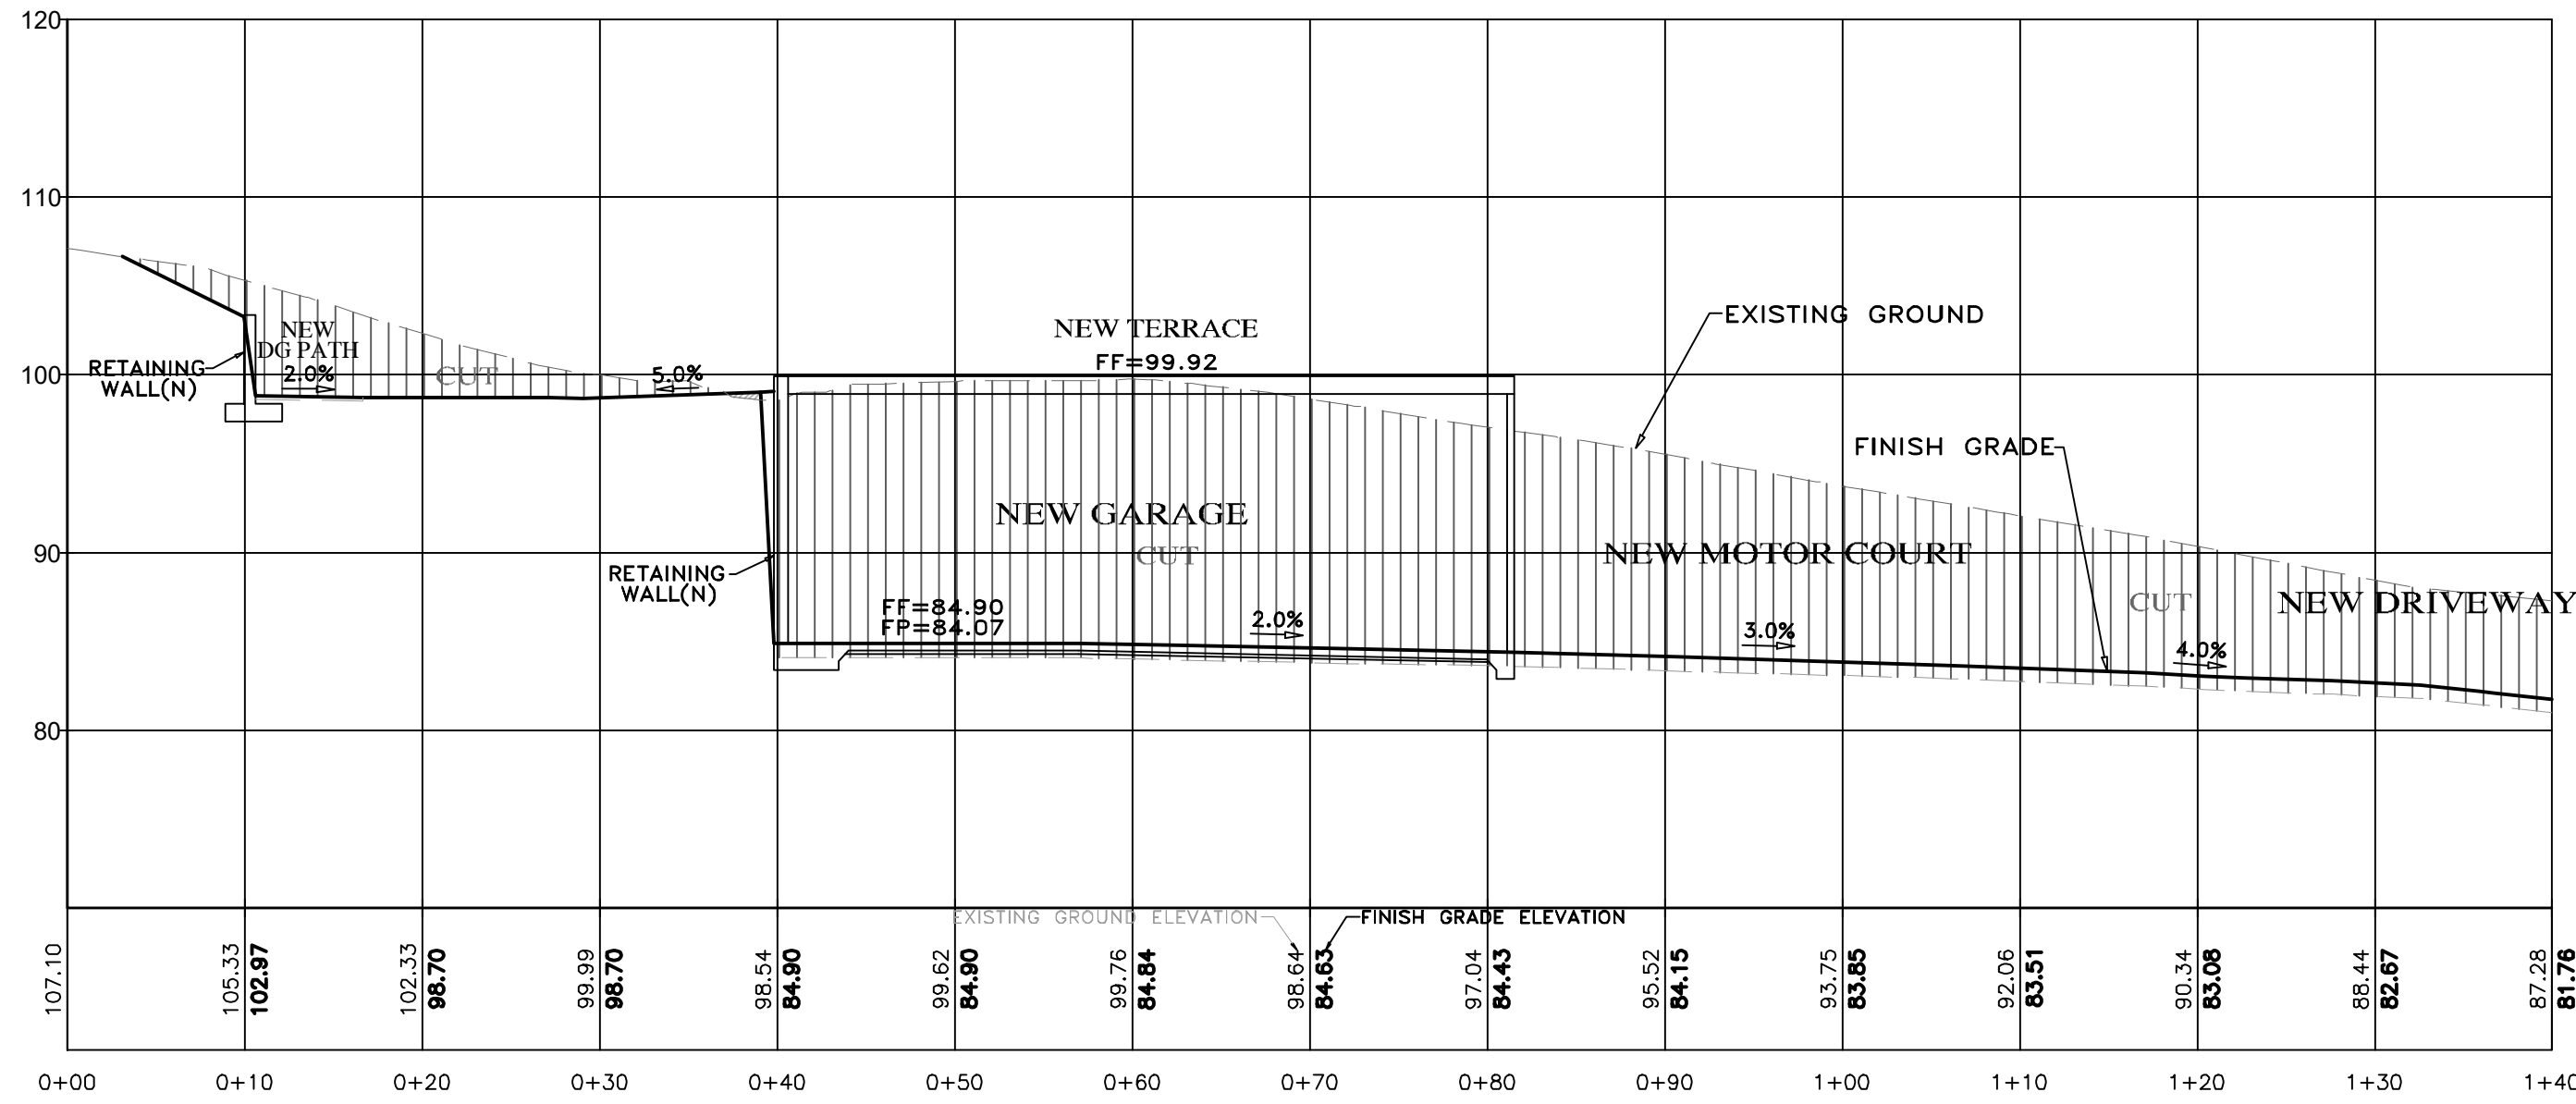 120
110
100
90
80
NEW
DG PATH
2.0%
RETAINING
WALL(N)
CUT
5.0%
NEW TERRACE
FF=99.92
EXISTING GROUND
FINISH GRADE
NEW GARAGE
CUT
NEW MOTOR COURT
RETAINING
WALL(N)
FF=84.90
FP=84.07
2.0%
3.0%
CUT
NEW DRIVEWAY
4.0%
EXISTING GROUND ELEVATION
FINISH GRADE ELEVATION
107.10
105.33
102.97
102.33
98.70
99.99
98.70
98.54
84.90
99.62
84.90
99.76
84.84
98.64
84.63
97.04
84.43
95.52
84.15
93.75
83.85
92.06
83.51
90.34
83.08
88.44
82.67
87.28
81.76
0+00
0+10
0+20
0+30
0+40
0+50
0+60
0+70
0+80
0+90
1+00
1+10
1+20
1+30
1+40